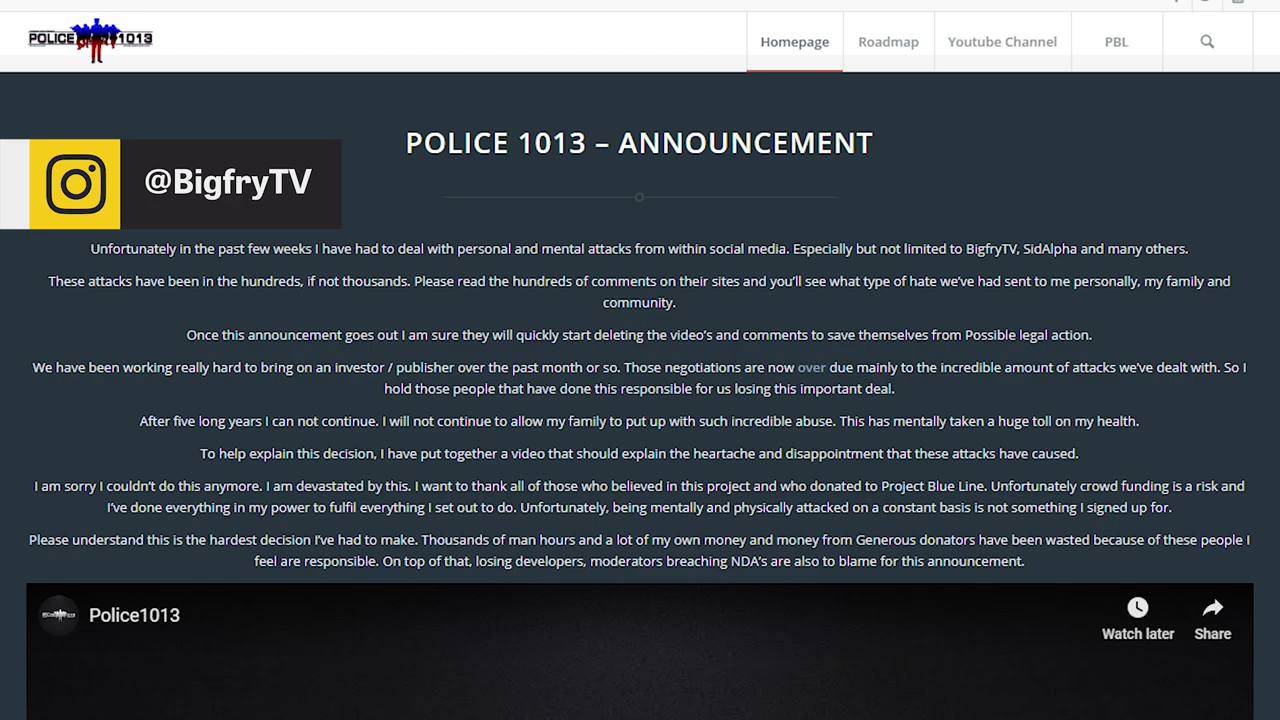 POLICE 1013
Homepage
Roadmap
Youtube Channel
PBL
POLICE 1013 – ANNOUNCEMENT
@BigfryTV
Unfortunately in the past few weeks I have had to deal with personal and mental attacks from within social media. Especially but not limited to BigfryTV, SidAlpha and many others.
These attacks have been in the hundreds, if not thousands. Please read the hundreds of comments on their sites and you’ll see what type of hate we’ve had sent to me personally, my family and
community.
Once this announcement goes out I am sure they will quickly start deleting the video’s and comments to save themselves from Possible legal action.
We have been working really hard to bring on an investor / publisher over the past month or so. Those negotiations are now over due mainly to the incredible amount of attacks we’ve dealt with. So I
hold those people that have done this responsible for us losing this important deal.
After five long years I can not continue. I will not continue to allow my family to put up with such incredible abuse. This has mentally taken a huge toll on my health.
To help explain this decision, I have put together a video that should explain the heartache and disappointment that these attacks have caused.
I am sorry I couldn’t do this anymore. I am devastated by this. I want to thank all of those who believed in this project and who donated to Project Blue Line. Unfortunately crowd funding is a risk and
I’ve done everything in my power to fulfil everything I set out to do. Unfortunately, being mentally and physically attacked on a constant basis is not something I signed up for.
Please understand this is the hardest decision I’ve had to make. Thousands of man hours and a lot of my own money and money from Generous donators have been wasted because of these people I
feel are responsible. On top of that, losing developers, moderators breaching NDA’s are also to blame for this announcement.
Police1013
Watch later
Share